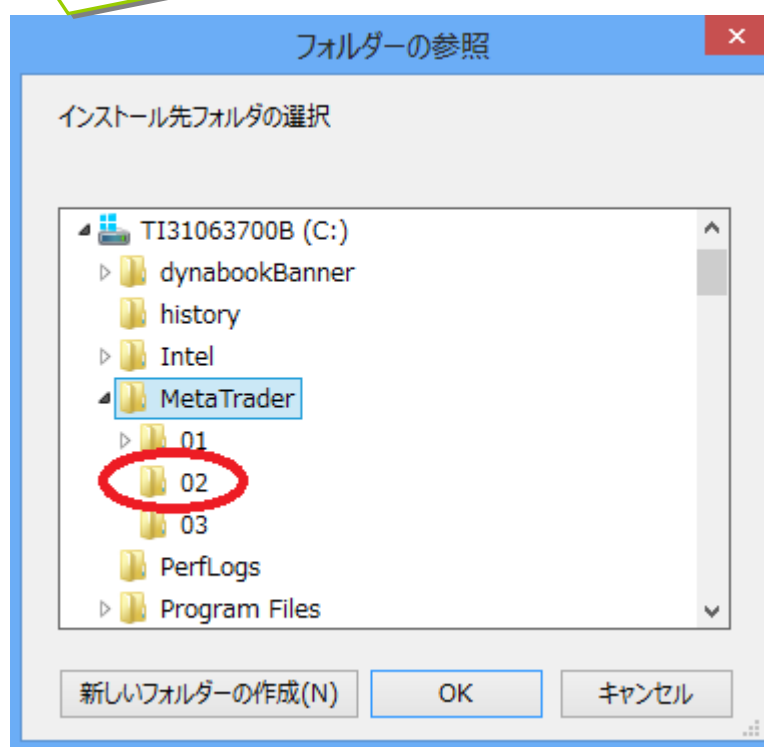 フォルダーの参照
インストール先フォルダの選択
TI31063700B (C:)
dynabookBanner
history
Intel
MetaTrader
01
02
03
PerfLogs
Program Files
新しいフォルダーの作成(N)
OK
キャンセル